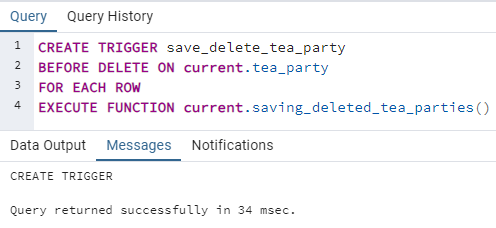 Query Query History
1 CREATE TRIGGER save_delete_tea_party
2 BEFORE DELETE ON current.tea_party
3 FOR EACH ROW
4 EXECUTE FUNCTION current.saving_deleted_tea_parties()
Data Output Messages Notifications
CREATE TRIGGER
Query returned successfully in 34 msec.